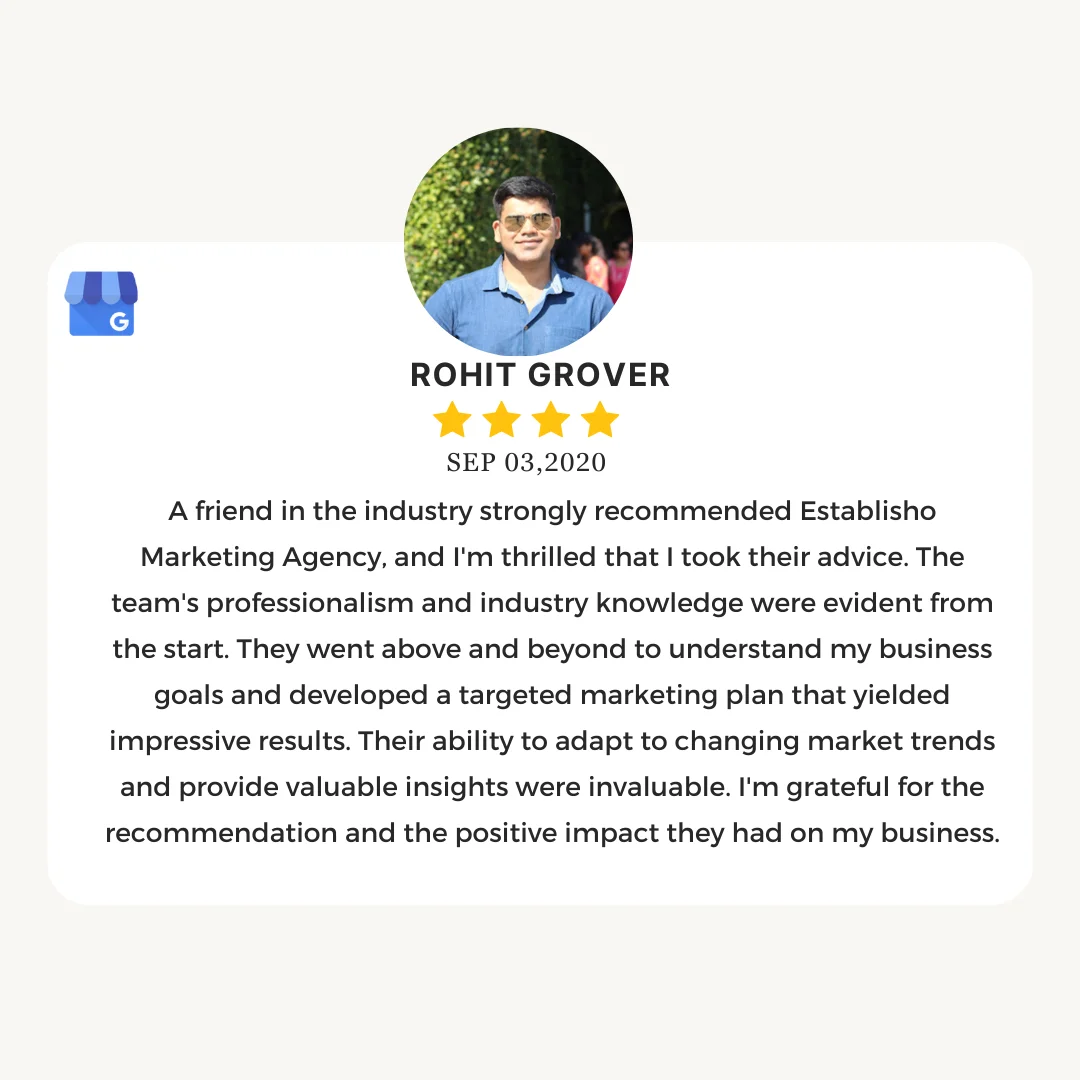 G
ROHIT GROVER
SEP 03,2020
A friend in the industry strongly recommended Establisho
Marketing Agency, and I'm thrilled that I took their advice. The
team's professionalism and industry knowledge were evident from
the start. They went above and beyond to understand my business
goals and developed a targeted marketing plan that yielded
impressive results. Their ability to adapt to changing market trends
and provide valuable insights were invaluable. I'm grateful for the
recommendation and the positive impact they had on my business.